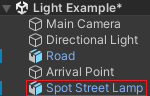 Light Example*
Main Camera
Directional Light
Road
Arrival Point
Spot Street Lamp